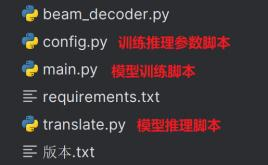 beam_decoder.py
config.py 训练推理参数脚本
main.py 模型训练脚本
requirements.txt
translate.py 模型推理脚本
版本.txt